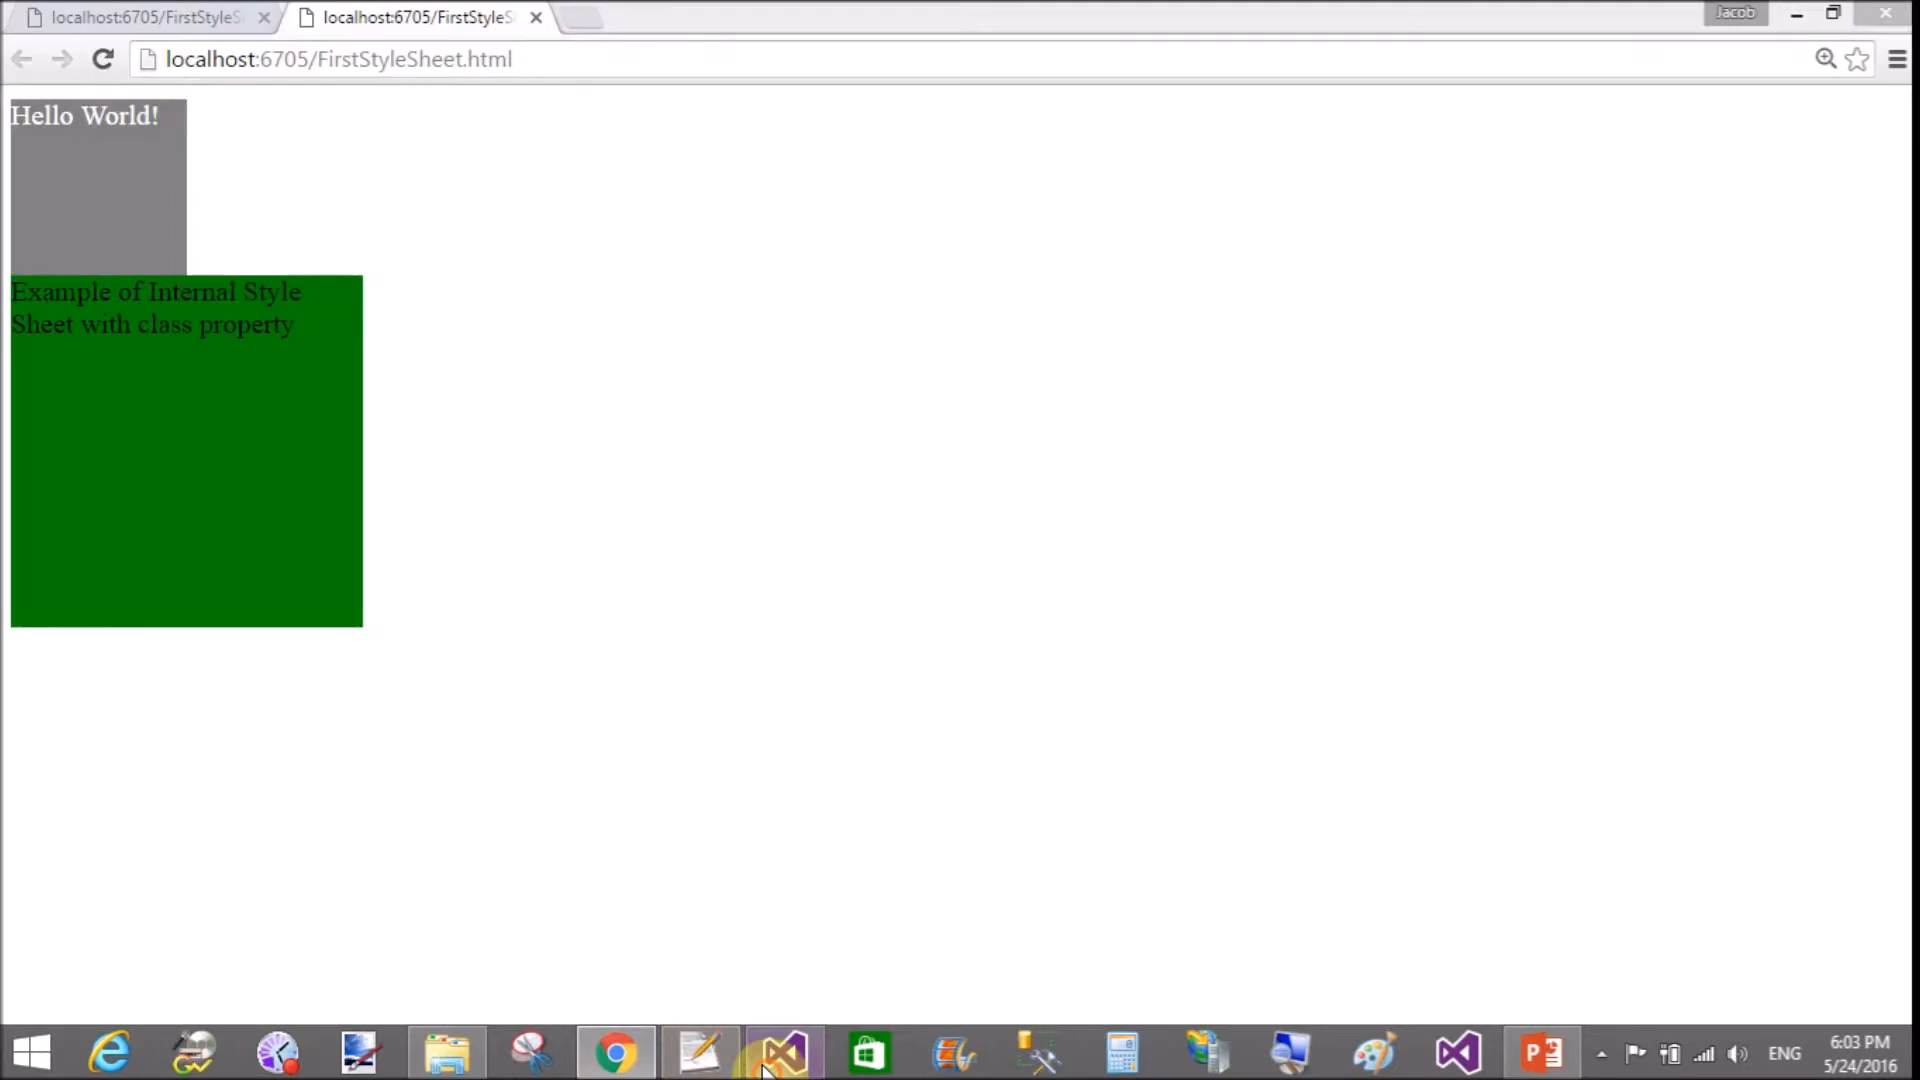 localhost:6705/FirstStyleS
localhost:6705/FirstStyleS
Jacob
localhost:6705/FirstStyleSheet.html
Hello World!
Example of Internal Style
Sheet with class property
ENG
6:03 PM
5/24/2016